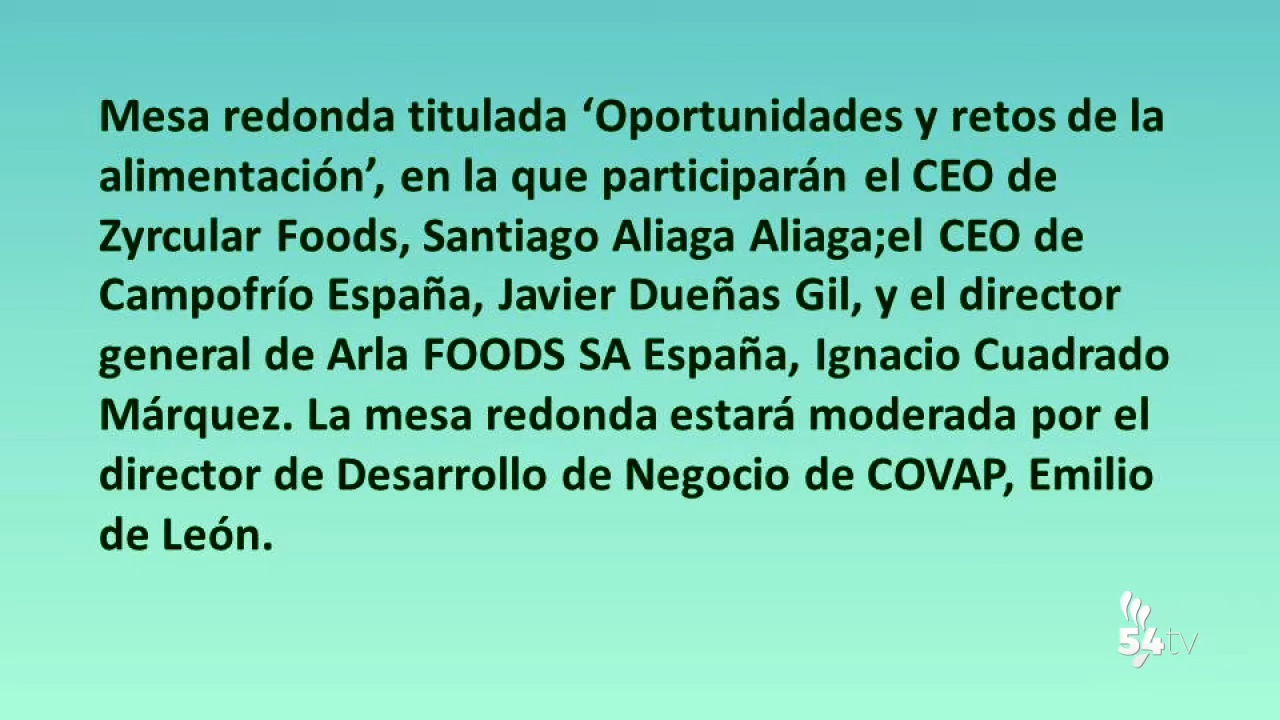 Mesa redonda titulada ‘Oportunidades y retos de la
alimentación’, en la que participarán el CEO de
Zyrcular Foods, Santiago Aliaga Aliaga;el CEO de
Campofrío España, Javier Dueñas Gil, y el director
general de Arla FOODS SA España, Ignacio Cuadrado
Márquez. La mesa redonda estará moderada por el
director de Desarrollo de Negocio de COVAP, Emilio
de León.
54tv